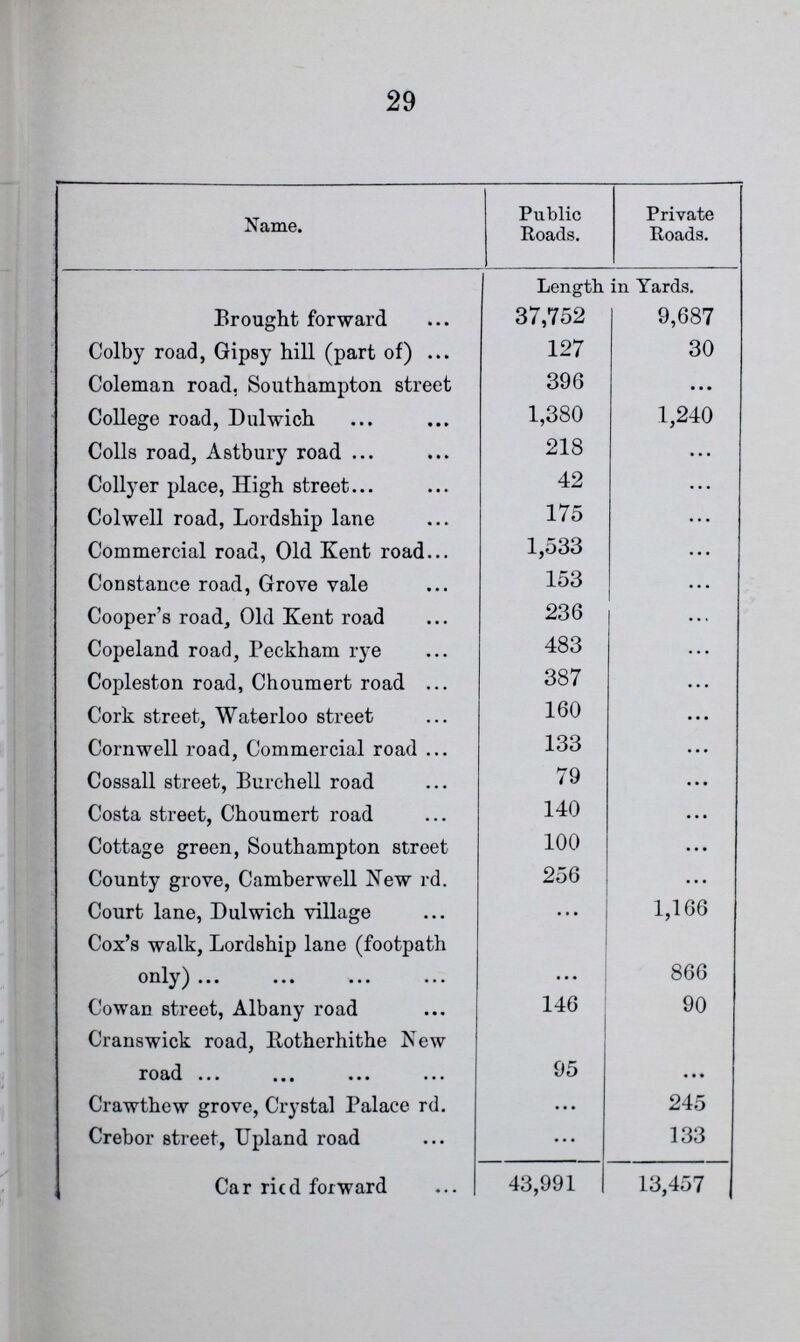 29
Name. Public Roads. Private Roads.
Length in Yards.
Brought forward ... 37,752 9,687
Colby road, Gipsy hill (part of) ... 127 30
Coleman road, Southampton street 396 ...
College road, Dulwich ... ... 1,380 1,240
Colls road, Astbury road ... ... 218 ...
Collyer place, High street... ... 42 ...
Colwell road, Lordship lane ... 175 ...
Commercial road, Old Kent road... 1,533 ...
Constance road, Grove vale ... 153 ...
Cooper's road, Old Kent road ... 236 ...
Copeland road, Peckham rye ... 483 ...
Copleston road, Choumert road ... 387 ...
Cork street, Waterloo street ... 160 ...
Cornwell road, Commercial road ... 133 ...
Cossall street, Burchell road ... 79 ...
Costa street, Choumert road ... 140 ...
Cottage green, Southampton street 100 ...
County grove, Camberwell New rd. 256 ...
Court lane, Dulwich village ... ... 1,166
Cox's walk, Lordship lane (footpath
only) ... ... ... ... ... 866
Cowan street, Albany road ... 146 90
Cranswick road, Rotherhithe New
road ... ... ... ... 95 ...
Crawthew grove, Crystal Palace rd. ... 245
Crebor street, Upland road ... ... 133
Car ried forward ... 43,991 13,457